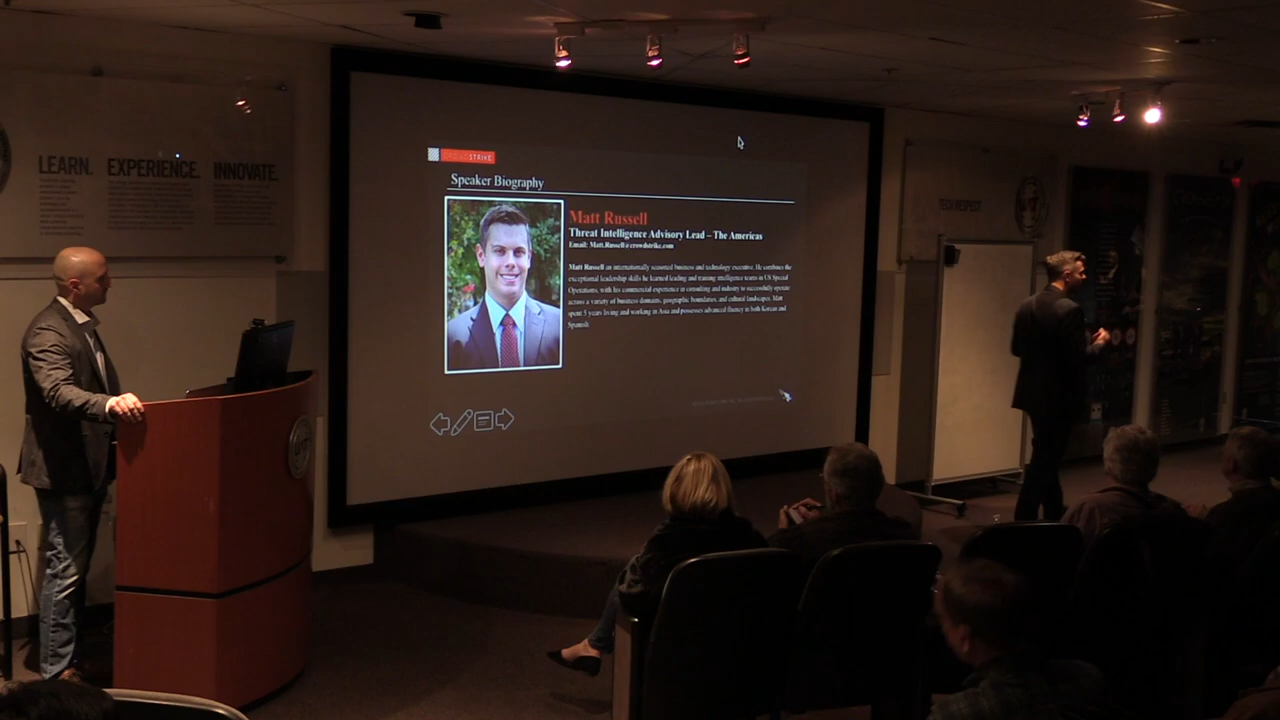 LEARN. EXPERIENCE. INNOVATE.
CROWDSTRIKE
Speaker Biography
Matt Russell
Threat Intelligence Advisory Lead – The Americas
Email: Matt.Russell@crowdstrike.com
Matt Russell an internationally seasoned business and technology executive. He combines the
exceptional leadership skills he learned leading and training intelligence teams in US Special
Operations, with his commercial experience in consulting and industry to successfully operate
across a variety of business domains, geographic boundaries, and cultural landscapes. Matt
spent 5 years living and working in Asia and possesses advanced fluency in both Korean and
Spanish
TECH RESPECT